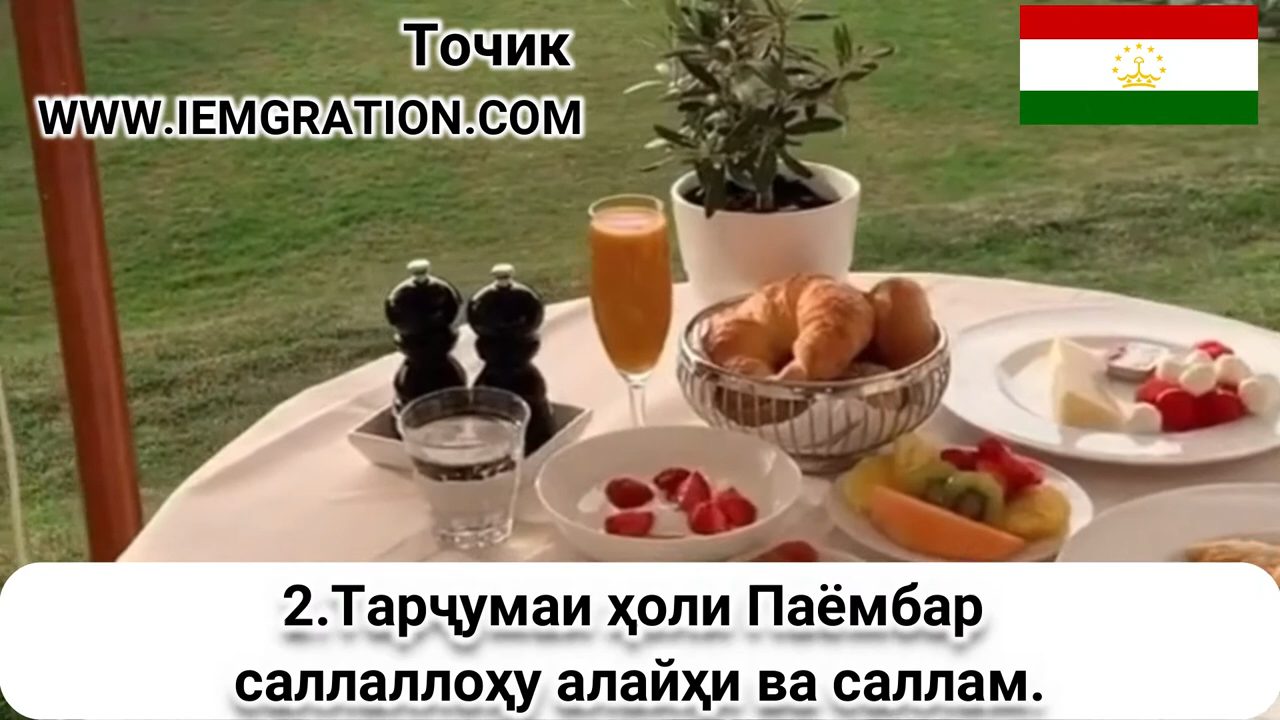 Точик
WWW.IEMGRATION.COM
2.Тарҷумаи ҳоли Паёмбар
саллаллоҳу алайҳи ва саллам.